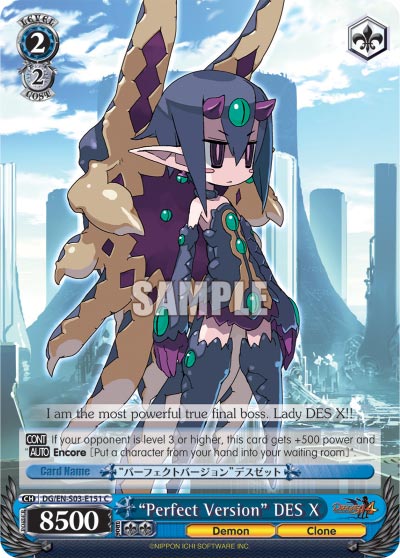 LEVEL
2
2
COST
SAMPLE
I am the most powerful true final boss. Lady DES X!!
CONT If your opponent is level 3 or higher, this card gets +500 power and
"AUTO Encore [Put a character from your hand into your waiting room]".
Card Name "パーフェクトバージョン"デスゼット
CH DG/EN-S03-E151 C
POWER 8500 SOUL "Perfect Version" DES X
Demon Clone
©NIPPON ICHI SOFTWARE INC.